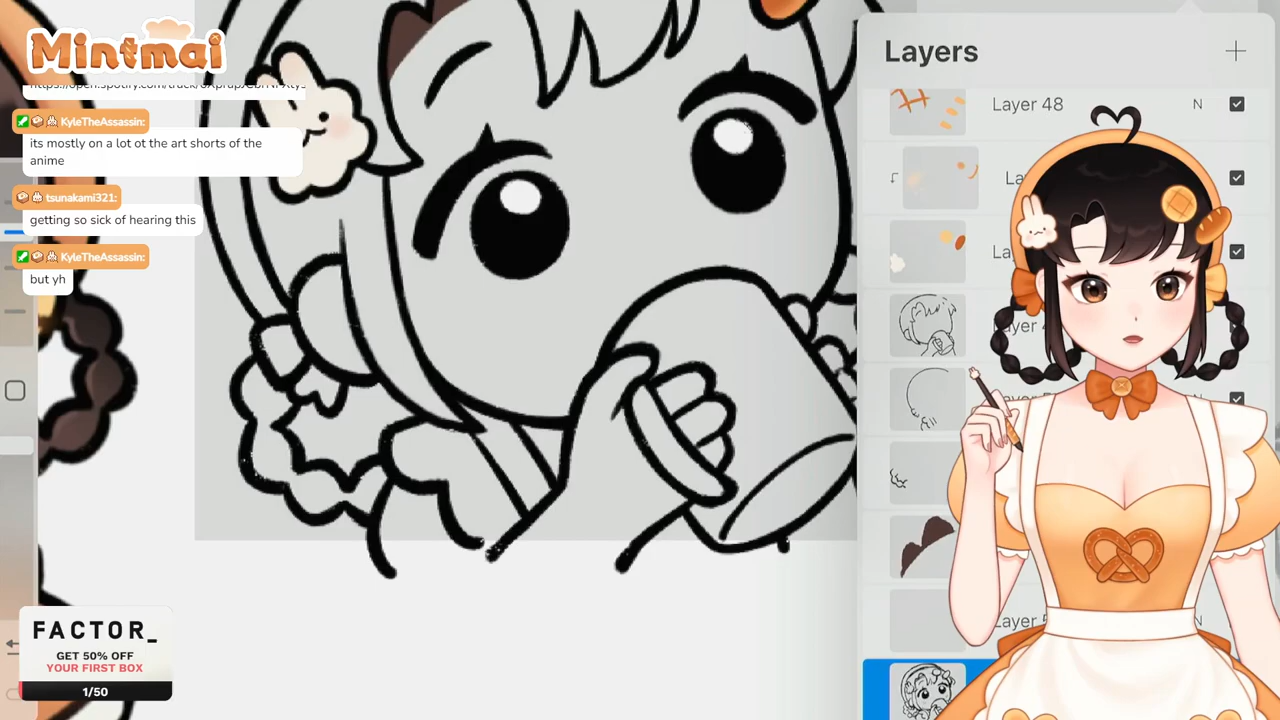 Mintmai
KyleTheAssassin:
its mostly on a lot ot the art shorts of the
anime
tsunakami321:
getting so sick of hearing this
KyleTheAssassin:
but yh
FACTOR_
GET 50% OFF
YOUR FIRST BOX
1/50
Layers
Layer 48
N